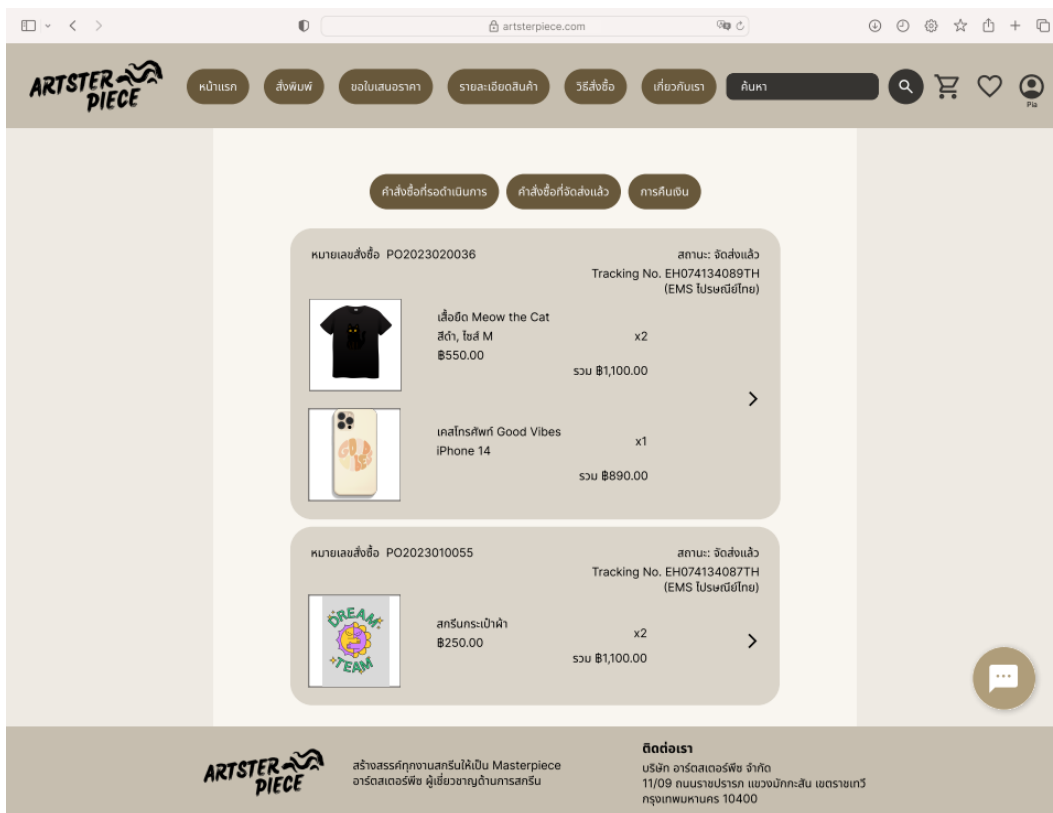 artsterpiece.com
ARTSTER
PIECE
หน้าแรก
สั่งพิมพ์
ขอใบเสนอราคา
รายละเอียดสินค้า
วิธีสั่งซื้อ
เกี่ยวกับเรา
ค้นหา
Pia
คำสั่งซื้อที่รอดำเนินการ
คำสั่งซื้อที่จัดส่งแล้ว
การคืนเงิน
หมายเลขสั่งซื้อ PO2023020036
สถานะ: จัดส่งแล้ว
Tracking No. EH074134089TH
(EMS ไปรษณีย์ไทย)
เสื้อยืด Meow the Cat
สีดำ, ไซส์ M
x2
฿550.00
รวม ฿1,100.00
เคสโทรศัพท์ Good Vibes
iPhone 14
x1
รวม ฿890.00
หมายเลขสั่งซื้อ PO2023010055
สถานะ: จัดส่งแล้ว
Tracking No. EH074134087TH
(EMS ไปรษณีย์ไทย)
DREAM
TEAM
สกรีนกระเป๋าผ้า
฿250.00
x2
รวม ฿1,100.00
ARTSTER
PIECE
สร้างสรรค์ทุกงานสกรีนให้เป็น Masterpiece
อาร์ตสเตอร์พีซ ผู้เชี่ยวชาญด้านการสกรีน
ติดต่อเรา
บริษัท อาร์ตสเตอร์พีซ จำกัด
11/09 ถนนราชปรารภ แขวงมักกะสัน เขตราชเทวี
กรุงเทพมหานคร 10400